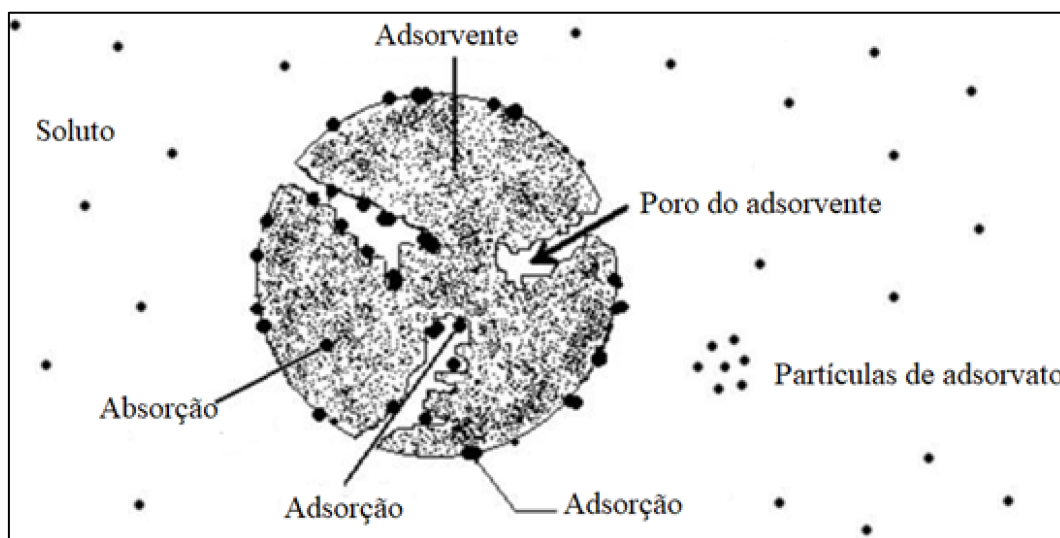 Adsorvente
Soluto
Poro do adsorvente
Partículas de adsorvato
Absorção
Adsorção
Adsorção